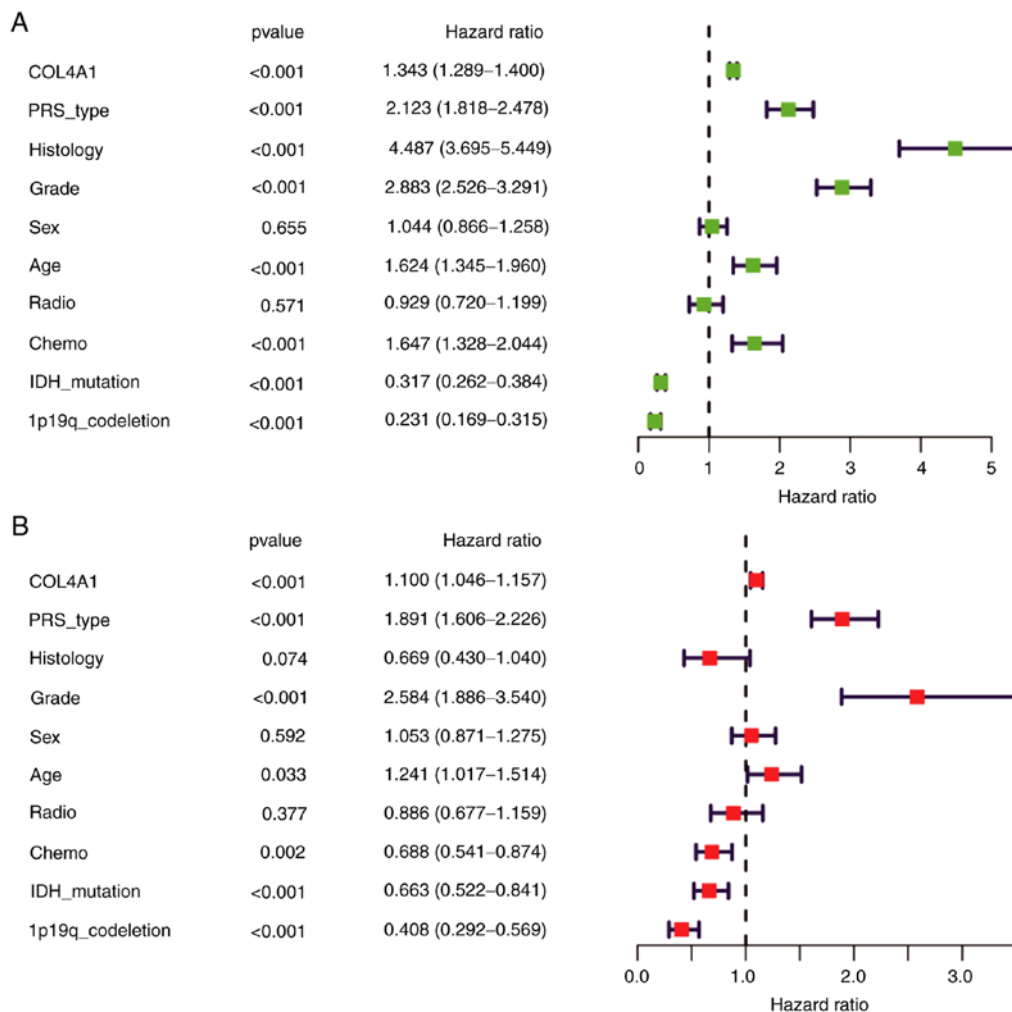 A
pvalue Hazard ratio
COL4A1 <0.001 1.343 (1.289–1.400)
PRS_type <0.001 2.123 (1.818–2.478)
Histology <0.001 4.487 (3.695–5.449)
Grade <0.001 2.883 (2.526–3.291)
Sex 0.655 1.044 (0.866–1.258)
Age <0.001 1.624 (1.345–1.960)
Radio 0.571 0.929 (0.720–1.199)
Chemo <0.001 1.647 (1.328–2.044)
IDH_mutation <0.001 0.317 (0.262–0.384)
1p19q_codeletion <0.001 0.231 (0.169–0.315)
0 1 2 3 4 5
Hazard ratio
B
pvalue Hazard ratio
COL4A1 <0.001 1.100 (1.046–1.157)
PRS_type <0.001 1.891 (1.606–2.226)
Histology 0.074 0.669 (0.430–1.040)
Grade <0.001 2.584 (1.886–3.540)
Sex 0.592 1.053 (0.871–1.275)
Age 0.033 1.241 (1.017–1.514)
Radio 0.377 0.886 (0.677–1.159)
Chemo 0.002 0.688 (0.541–0.874)
IDH_mutation <0.001 0.663 (0.522–0.841)
1p19q_codeletion <0.001 0.408 (0.292–0.569)
0.0 1.0 2.0 3.0
Hazard ratio